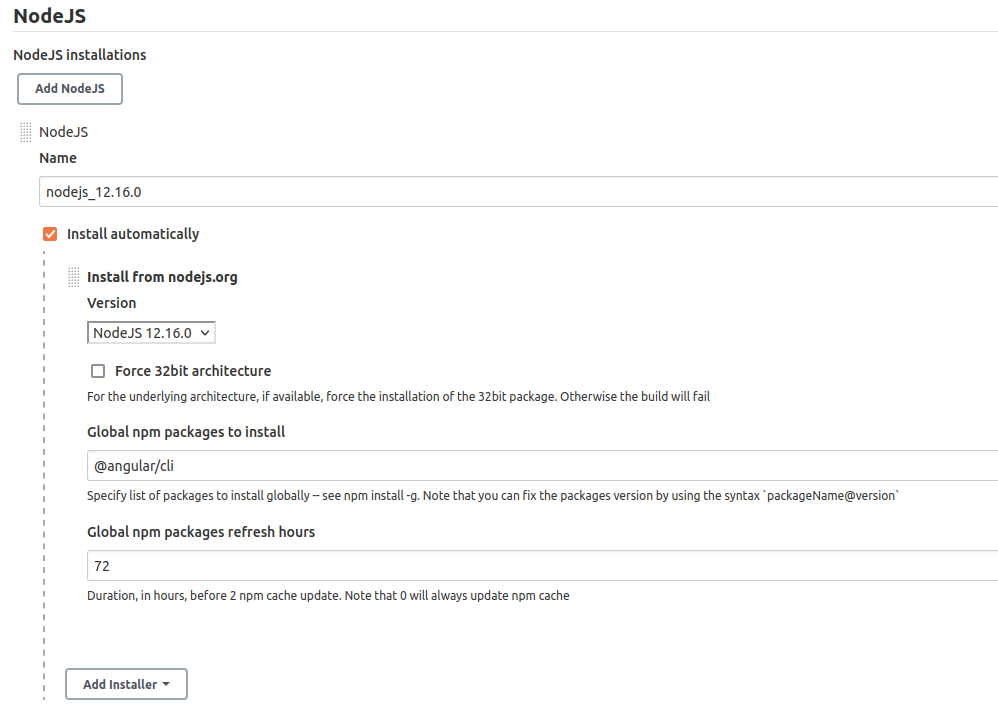 NodeJS
NodeJS installations
Add NodeJS
NodeJS
Name
nodejs_12.16.0
Install automatically
Install from nodejs.org
Version
NodeJS 12.16.0
Force 32bit architecture
For the underlying architecture, if available, force the installation of the 32bit package. Otherwise the build will fail
Global npm packages to install
@angular/cli
Specify list of packages to install globally -- see npm install -g. Note that you can fix the packages version by using the syntax `packageName@version`
Global npm packages refresh hours
72
Duration, in hours, before 2 npm cache update. Note that 0 will always update npm cache
Add Installer